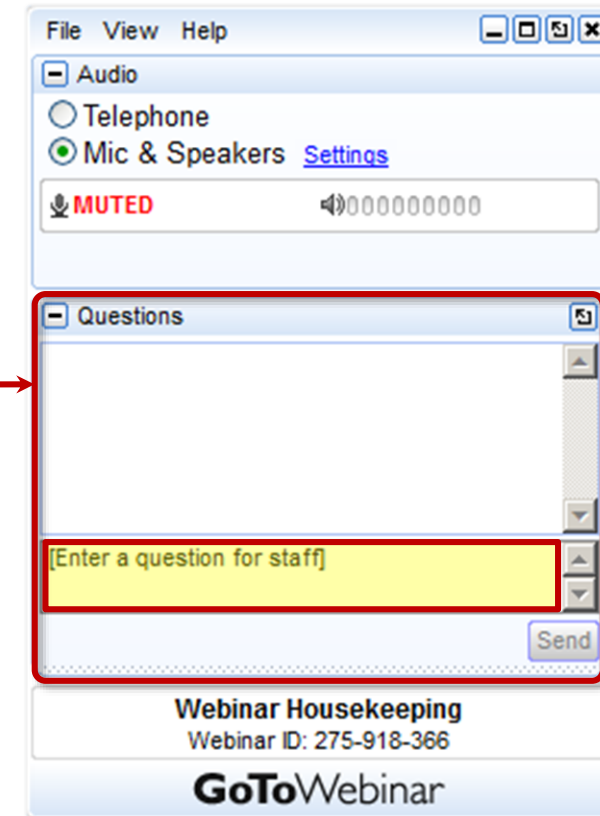 File View Help
Audio
Telephone
Mic & Speakers Settings
MUTED 000000000
Questions
[Enter a question for staff]
Send
Webinar Housekeeping
Webinar ID: 275-918-366
GoToWebinar